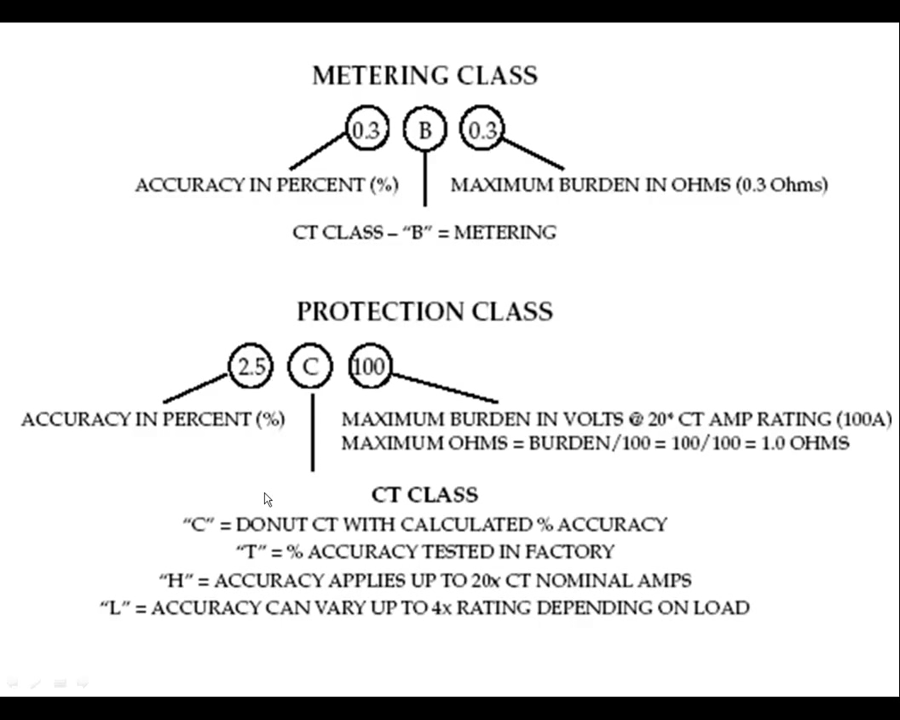 METERING CLASS
0.3 B 0.3
ACCURACY IN PERCENT (%) MAXIMUM BURDEN IN OHMS (0.3 Ohms)
CT CLASS – "B" = METERING
PROTECTION CLASS
2.5 C 100
ACCURACY IN PERCENT (%) MAXIMUM BURDEN IN VOLTS @ 20* CT AMP RATING (100A)
MAXIMUM OHMS = BURDEN/100 = 100/100 = 1.0 OHMS
CT CLASS
"C" = DONUT CT WITH CALCULATED % ACCURACY
"T" = % ACCURACY TESTED IN FACTORY
"H" = ACCURACY APPLIES UP TO 20x CT NOMINAL AMPS
"L" = ACCURACY CAN VARY UP TO 4x RATING DEPENDING ON LOAD